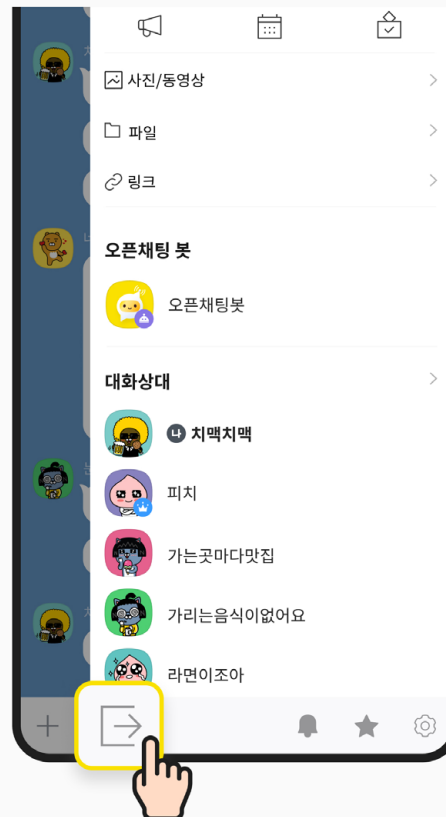 사진/동영상
파일
링크
오픈채팅 봇
오픈채팅봇
대화상대
나 치맥치맥
피치
가는곳마다맛집
가리는음식이없어요
라면이조아